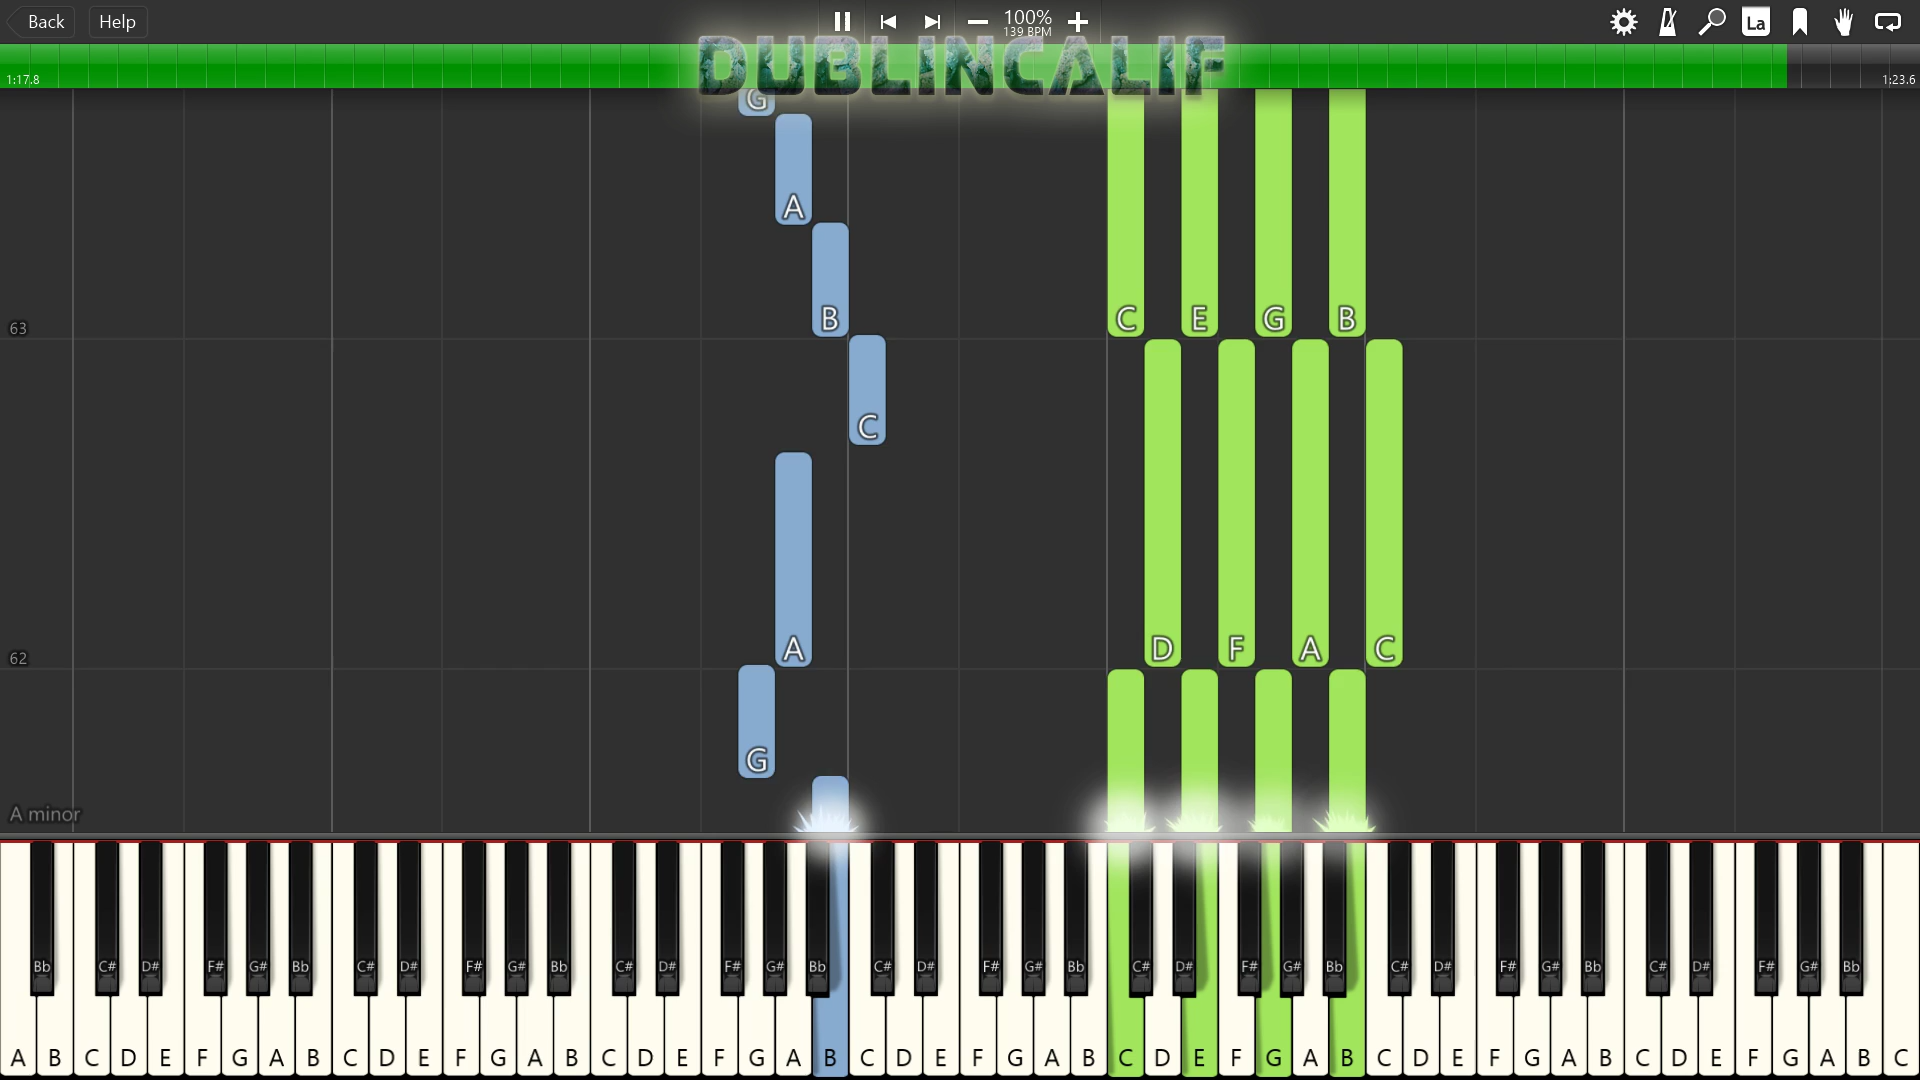 Back Help 100% La
139 BPM
DUBLINCALIF
1:17.8 1:23.6
G
A
B C E G B
63
C
A D F A C
62
G
A minor
Bb C# D# F# G# Bb C# D# F# G# Bb C# D# F# G# Bb C# D# F# G# Bb C# D# F# G# Bb C# D# F# G# Bb C# D# F# G# Bb
A B C D E F G A B C D E F G A B C D E F G A B C D E F G A B C D E F G A B C D E F G A B C D E F G A B C